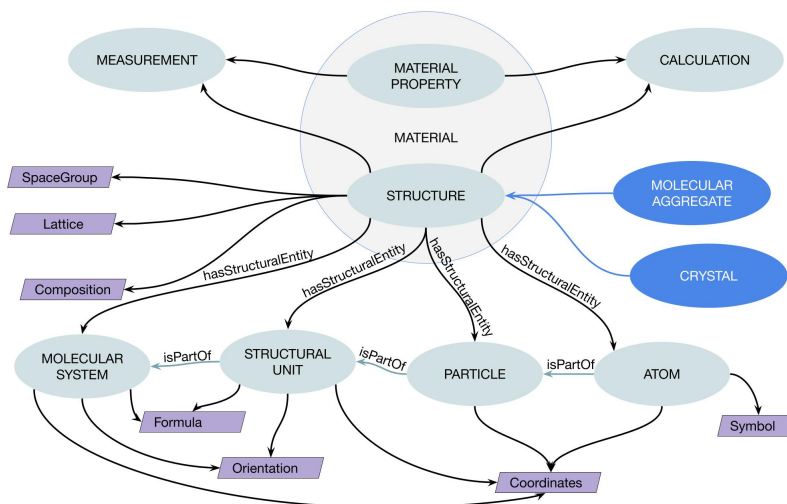 MEASUREMENT
MATERIAL
PROPERTY
CALCULATION
MATERIAL
SpaceGroup
STRUCTURE
MOLECULAR
AGGREGATE
Lattice
CRYSTAL
Composition
hasStructuralEntity
hasStructuralEntity
hasStructuralEntity
hasStructuralEntity
MOLECULAR
SYSTEM
isPartOf
STRUCTURAL
UNIT
isPartOf
PARTICLE
isPartOf
ATOM
Formula
Symbol
Orientation
Coordinates